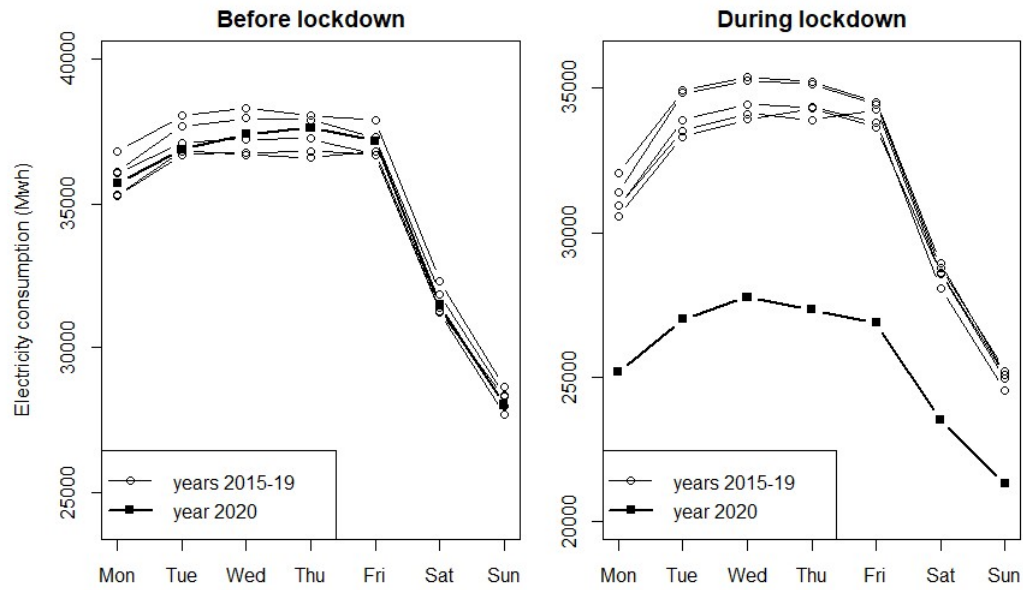 Before lockdown
During lockdown
Electricity consumption (Mwh)
40000
35000
30000
25000
years 2015-19
year 2020
Mon Tue Wed Thu Fri Sat Sun
35000
30000
25000
20000
years 2015-19
year 2020
Mon Tue Wed Thu Fri Sat Sun